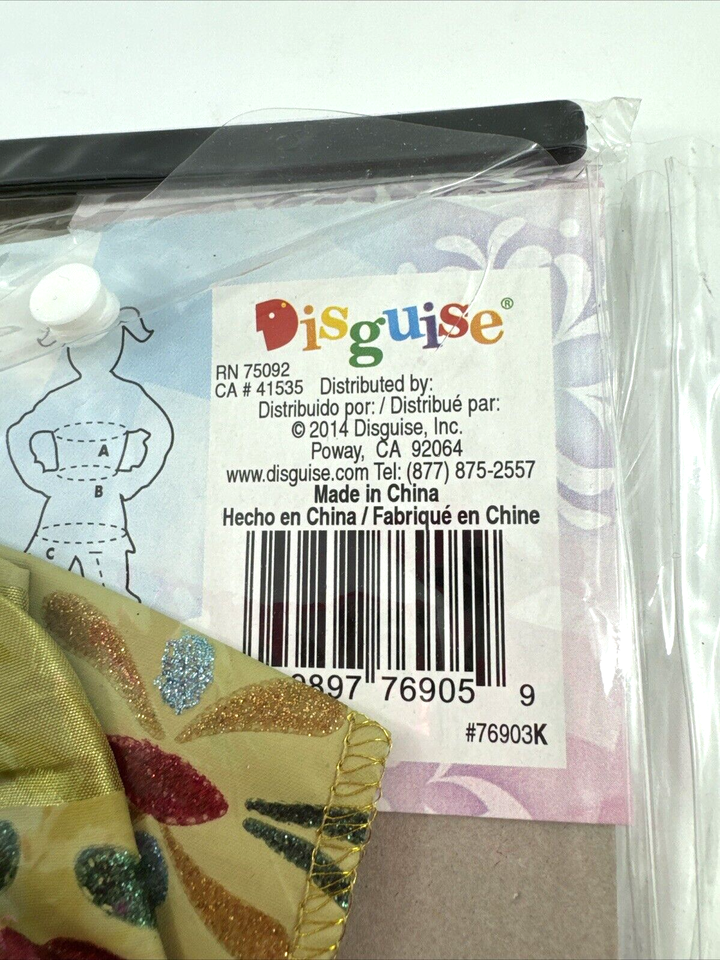 Disguise®
RN 75092
CA # 41535 Distributed by:
Distribuido por: / Distribué par:
© 2014 Disguise, Inc.
Poway, CA 92064
www.disguise.com Tel: (877) 875-2557
Made in China
Hecho en China / Fabriqué en Chine
A
B
C
76905 9
#76903K